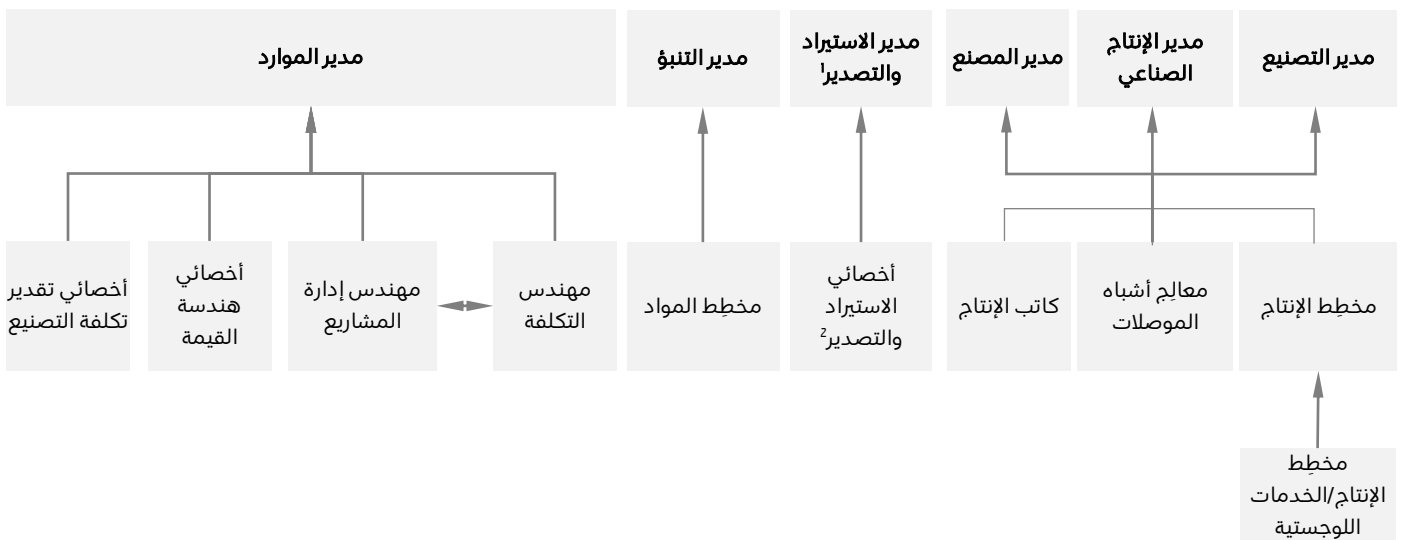 مدير التصنيع
مدير الإنتاج
الصناعي
مدير المصنع
مدير الاستيراد
والتصدير¹
مدير التنبؤ
مدير الموارد
مخطِط الإنتاج
معالِج أشباه
الموصلات
كاتب الإنتاج
أخصائي
الاستيراد
والتصدير²
مخطِط المواد
مهندس
التكلفة
مهندس إدارة
المشاريع
أخصائي
هندسة
القيمة
أخصائي تقدير
تكلفة التصنيع
مخطِط
الإنتاج/الخدمات
اللوجستية